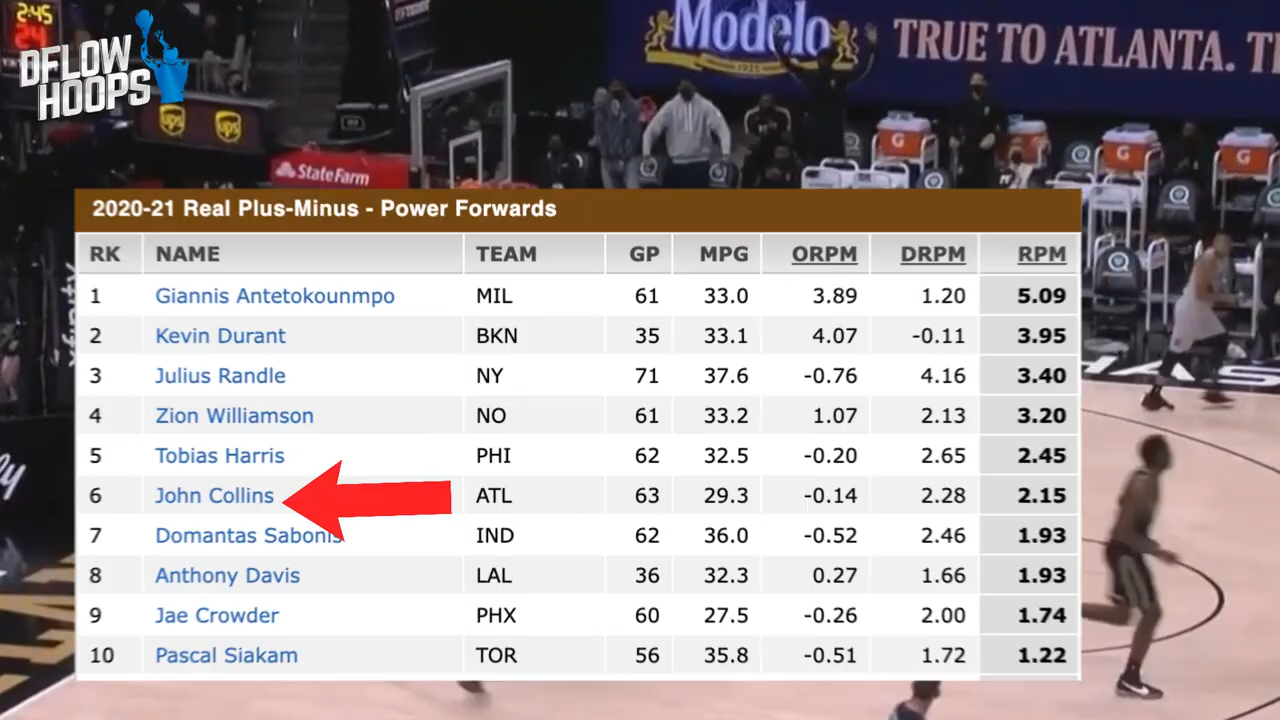 2:45
24
DFLOW
HOOPS
Modelo
TRUE TO ATLANTA. T
ups ups
StateFarm
G G G
xfinity
2020-21 Real Plus-Minus - Power Forwards
RK NAME TEAM GP MPG ORPM DRPM RPM
1 Giannis Antetokounmpo MIL 61 33.0 3.89 1.20 5.09
2 Kevin Durant BKN 35 33.1 4.07 -0.11 3.95
3 Julius Randle NY 71 37.6 -0.76 4.16 3.40
4 Zion Williamson NO 61 33.2 1.07 2.13 3.20
5 Tobias Harris PHI 62 32.5 -0.20 2.65 2.45
6 John Collins ATL 63 29.3 -0.14 2.28 2.15
7 Domantas Sabonis IND 62 36.0 -0.52 2.46 1.93
8 Anthony Davis LAL 36 32.3 0.27 1.66 1.93
9 Jae Crowder PHX 60 27.5 -0.26 2.00 1.74
10 Pascal Siakam TOR 56 35.8 -0.51 1.72 1.22